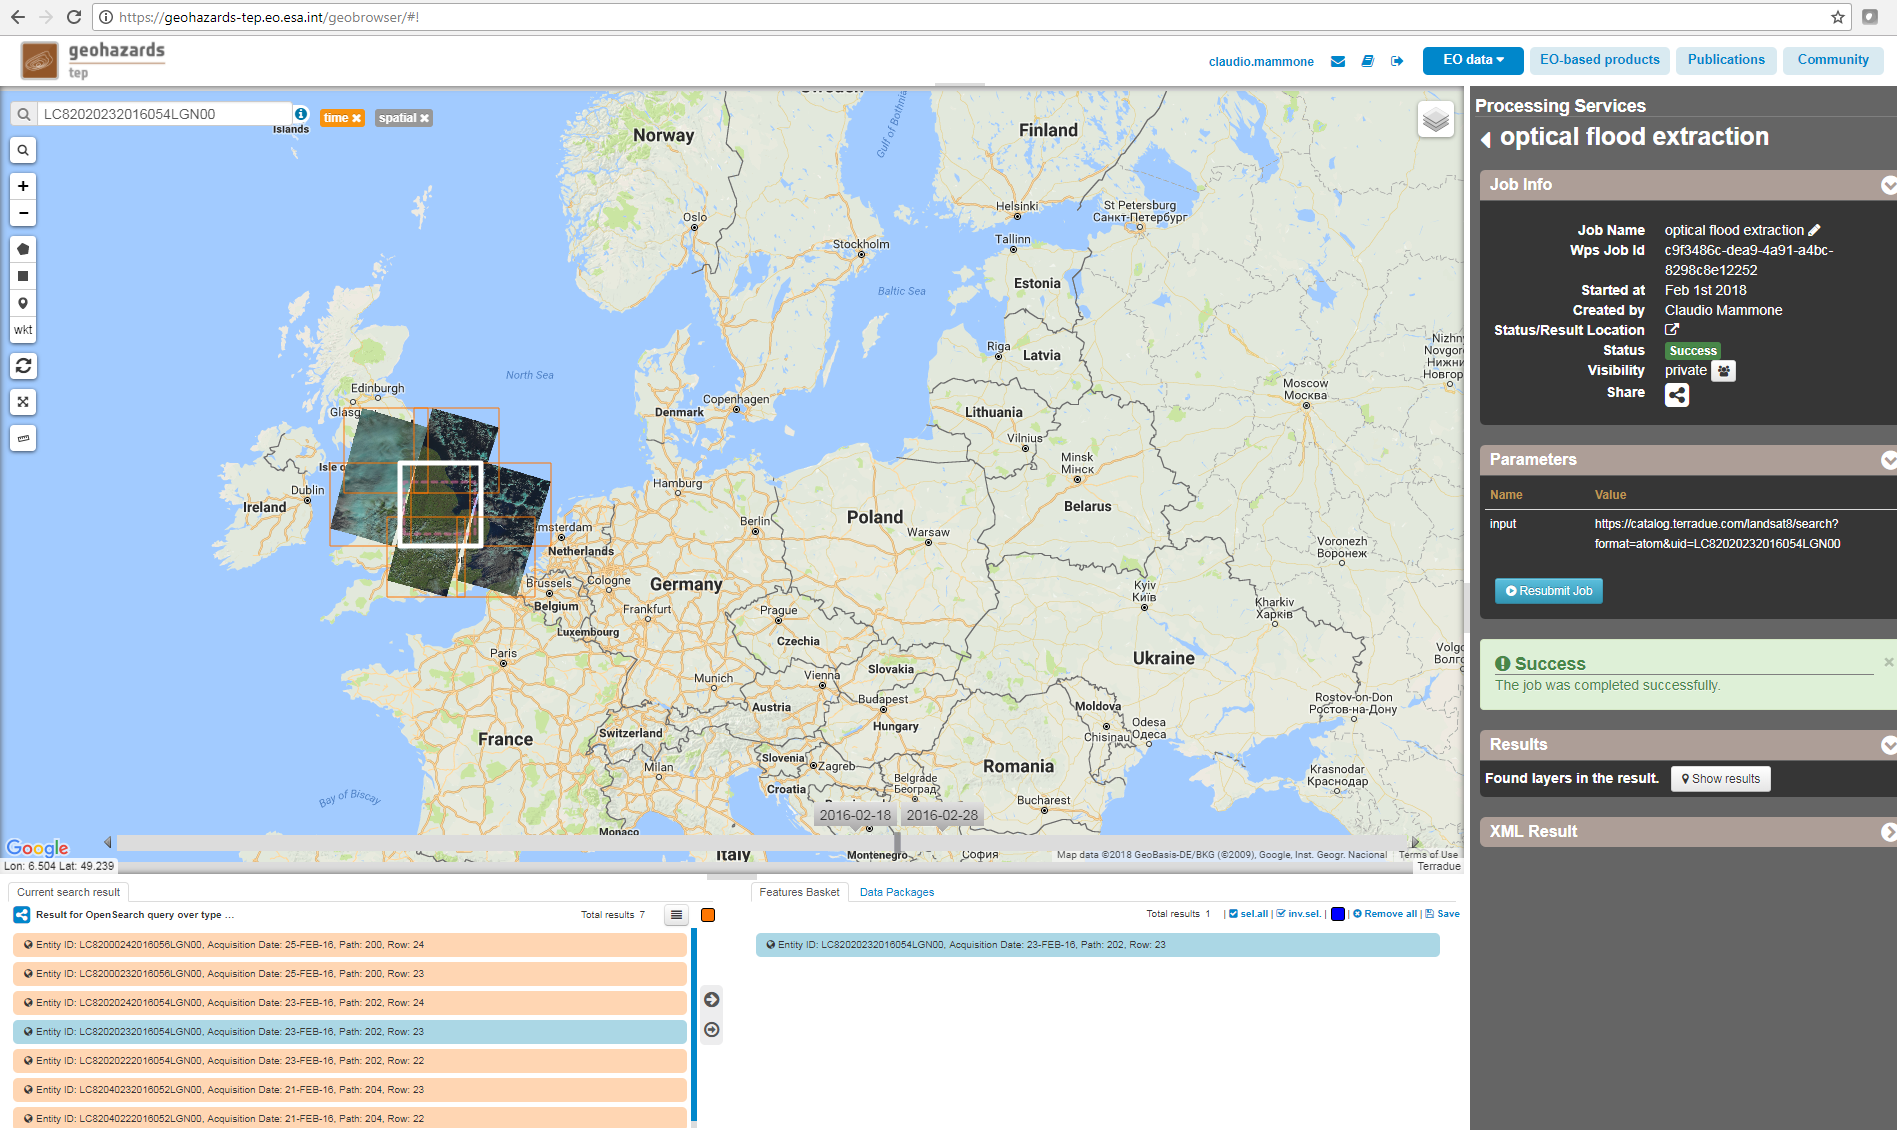 https://geohazards-tep.eo.esa.int/geobrowser/#!
geohazards
tep
claudio.mammone
EO data
EO-based products
Publications
Community
LC82020232016054LGN00
time ✖
spatial ✖
Islands
wkt
Norway
Finland
Gulf of Bothnia
Helsinki
St Petersburg
Санкт-Петербург
Oslo
Tallinn
Stockholm
Estonia
Baltic Sea
Riga
Latvia
Nizhny
Novgorod
North Sea
Moscow
Москва
Edinburgh
Copenhagen
Denmark
Lithuania
Vilnius
Minsk
Мінск
Isle of
Dublin
Ireland
Hamburg
Belarus
Amsterdam
Netherlands
Berlin
Poland
Warsaw
Voronezh
Воронеж
Brussels
Cologne
Germany
Belgium
Frankfurt
Kyiv
Київ
Kharkiv
Харків
Luxembourg
Prague
Czechia
Paris
Ukraine
Slovakia
Munich
Vienna
Austria
Budapest
Hungary
Moldova
Chisinau
Odesa
Одеса
Rostov-on-Don
Ростов-на-Дону
France
Switzerland
Slovenia
Zagreb
Milan
Croatia
Belgrade
Београд
Romania
Bucharest
Krasnodar
Краснодар
Bay of Biscay
Monaco
Italy
Montenegro
София
2016-02-18
2016-02-28
Google
Map data ©2018 GeoBasis-DE/BKG (©2009), Google, Inst. Geogr. Nacional
Terms of Use
Lon: 6.504 Lat: 49.239
Terradue
Current search result
Result for OpenSearch query over type ...
Total results 7
Entity ID: LC82000242016056LGN00, Acquisition Date: 25-FEB-16, Path: 200, Row: 24
Entity ID: LC82000232016056LGN00, Acquisition Date: 25-FEB-16, Path: 200, Row: 23
Entity ID: LC82020242016054LGN00, Acquisition Date: 23-FEB-16, Path: 202, Row: 24
Entity ID: LC82020232016054LGN00, Acquisition Date: 23-FEB-16, Path: 202, Row: 23
Entity ID: LC82020222016054LGN00, Acquisition Date: 23-FEB-16, Path: 202, Row: 22
Entity ID: LC82040232016052LGN00, Acquisition Date: 21-FEB-16, Path: 204, Row: 23
Entity ID: LC82040222016052LGN00, Acquisition Date: 21-FEB-16, Path: 204, Row: 22
Features Basket
Data Packages
Total results 1 | sel.all | inv.sel. | | Remove all | Save
Entity ID: LC82020232016054LGN00, Acquisition Date: 23-FEB-16, Path: 202, Row: 23
Processing Services
optical flood extraction
Job Info
Job Name optical flood extraction
Wps Job Id c9f3486c-dea9-4a91-a4bc-
8298c8e12252
Started at Feb 1st 2018
Created by Claudio Mammone
Status/Result Location
Status Success
Visibility private
Share
Parameters
Name Value
input https://catalog.terradue.com/landsat8/search?
format=atom&uid=LC82020232016054LGN00
Resubmit Job
Success
The job was completed successfully.
Results
Found layers in the result. Show results
XML Result